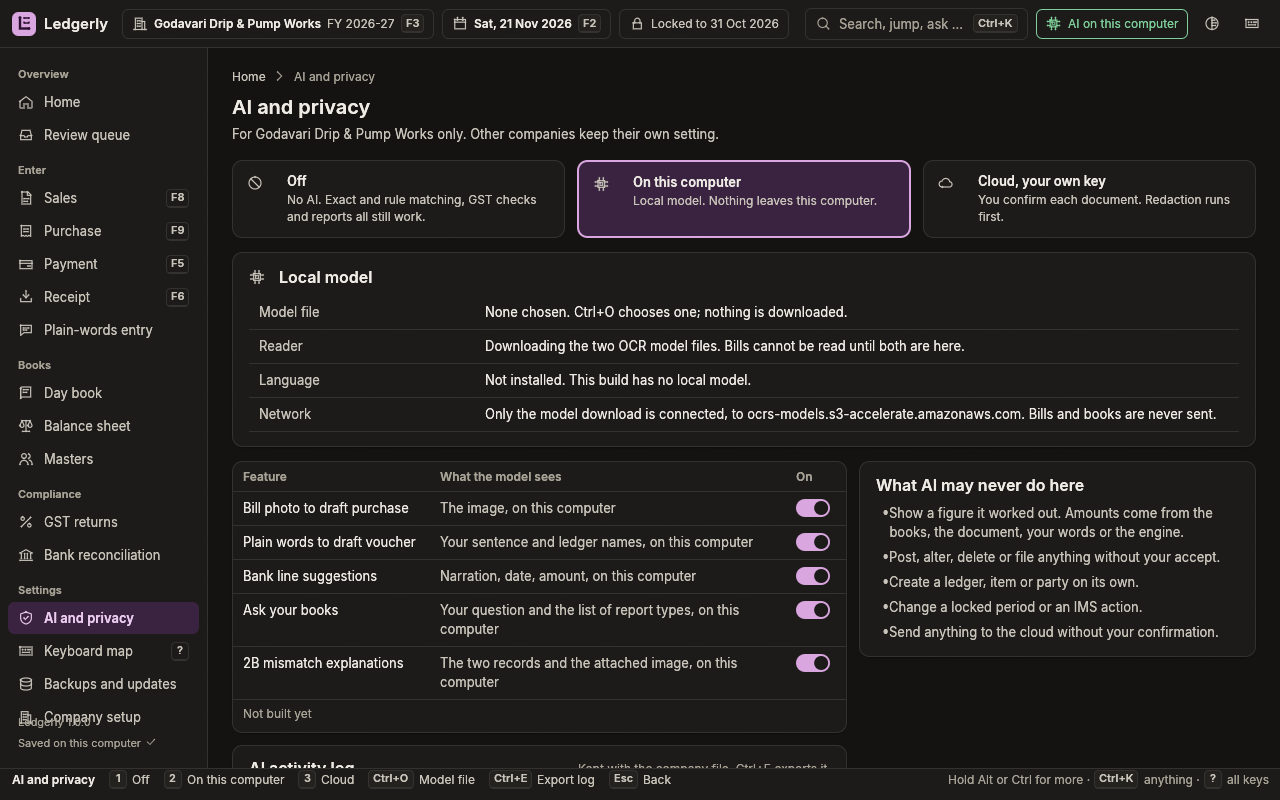 Ledgerly
Godavari Drip & Pump Works FY 2026-27 F3
Sat, 21 Nov 2026 F2
Locked to 31 Oct 2026
Search, jump, ask ... Ctrl+K
AI on this computer
Overview
Home
Review queue
Enter
Sales F8
Purchase F9
Payment F5
Receipt F6
Plain-words entry
Books
Day book
Balance sheet
Masters
Compliance
GST returns
Bank reconciliation
Settings
AI and privacy
Keyboard map ?
Backups and updates
Company setup
Ledgerly 1.0.0
Saved on this computer
Home > AI and privacy
AI and privacy
For Godavari Drip & Pump Works only. Other companies keep their own setting.
Off
No AI. Exact and rule matching, GST checks
and reports all still work.
On this computer
Local model. Nothing leaves this computer.
Cloud, your own key
You confirm each document. Redaction runs
first.
Local model
Model file None chosen. Ctrl+O chooses one; nothing is downloaded.
Reader Downloading the two OCR model files. Bills cannot be read until both are here.
Language Not installed. This build has no local model.
Network Only the model download is connected, to ocrs-models.s3-accelerate.amazonaws.com. Bills and books are never sent.
Feature What the model sees On
Bill photo to draft purchase The image, on this computer
Plain words to draft voucher Your sentence and ledger names, on this computer
Bank line suggestions Narration, date, amount, on this computer
Ask your books Your question and the list of report types, on this
computer
2B mismatch explanations The two records and the attached image, on this
computer
Not built yet
What AI may never do here
•Show a figure it worked out. Amounts come from the
books, the document, your words or the engine.
•Post, alter, delete or file anything without your accept.
•Create a ledger, item or party on its own.
•Change a locked period or an IMS action.
•Send anything to the cloud without your confirmation.
AI activity log Kept with the company file. Ctrl+E exports it.
AI and privacy 1 Off 2 On this computer 3 Cloud Ctrl+O Model file Ctrl+E Export log Esc Back
Hold Alt or Ctrl for more · Ctrl+K anything · ? all keys